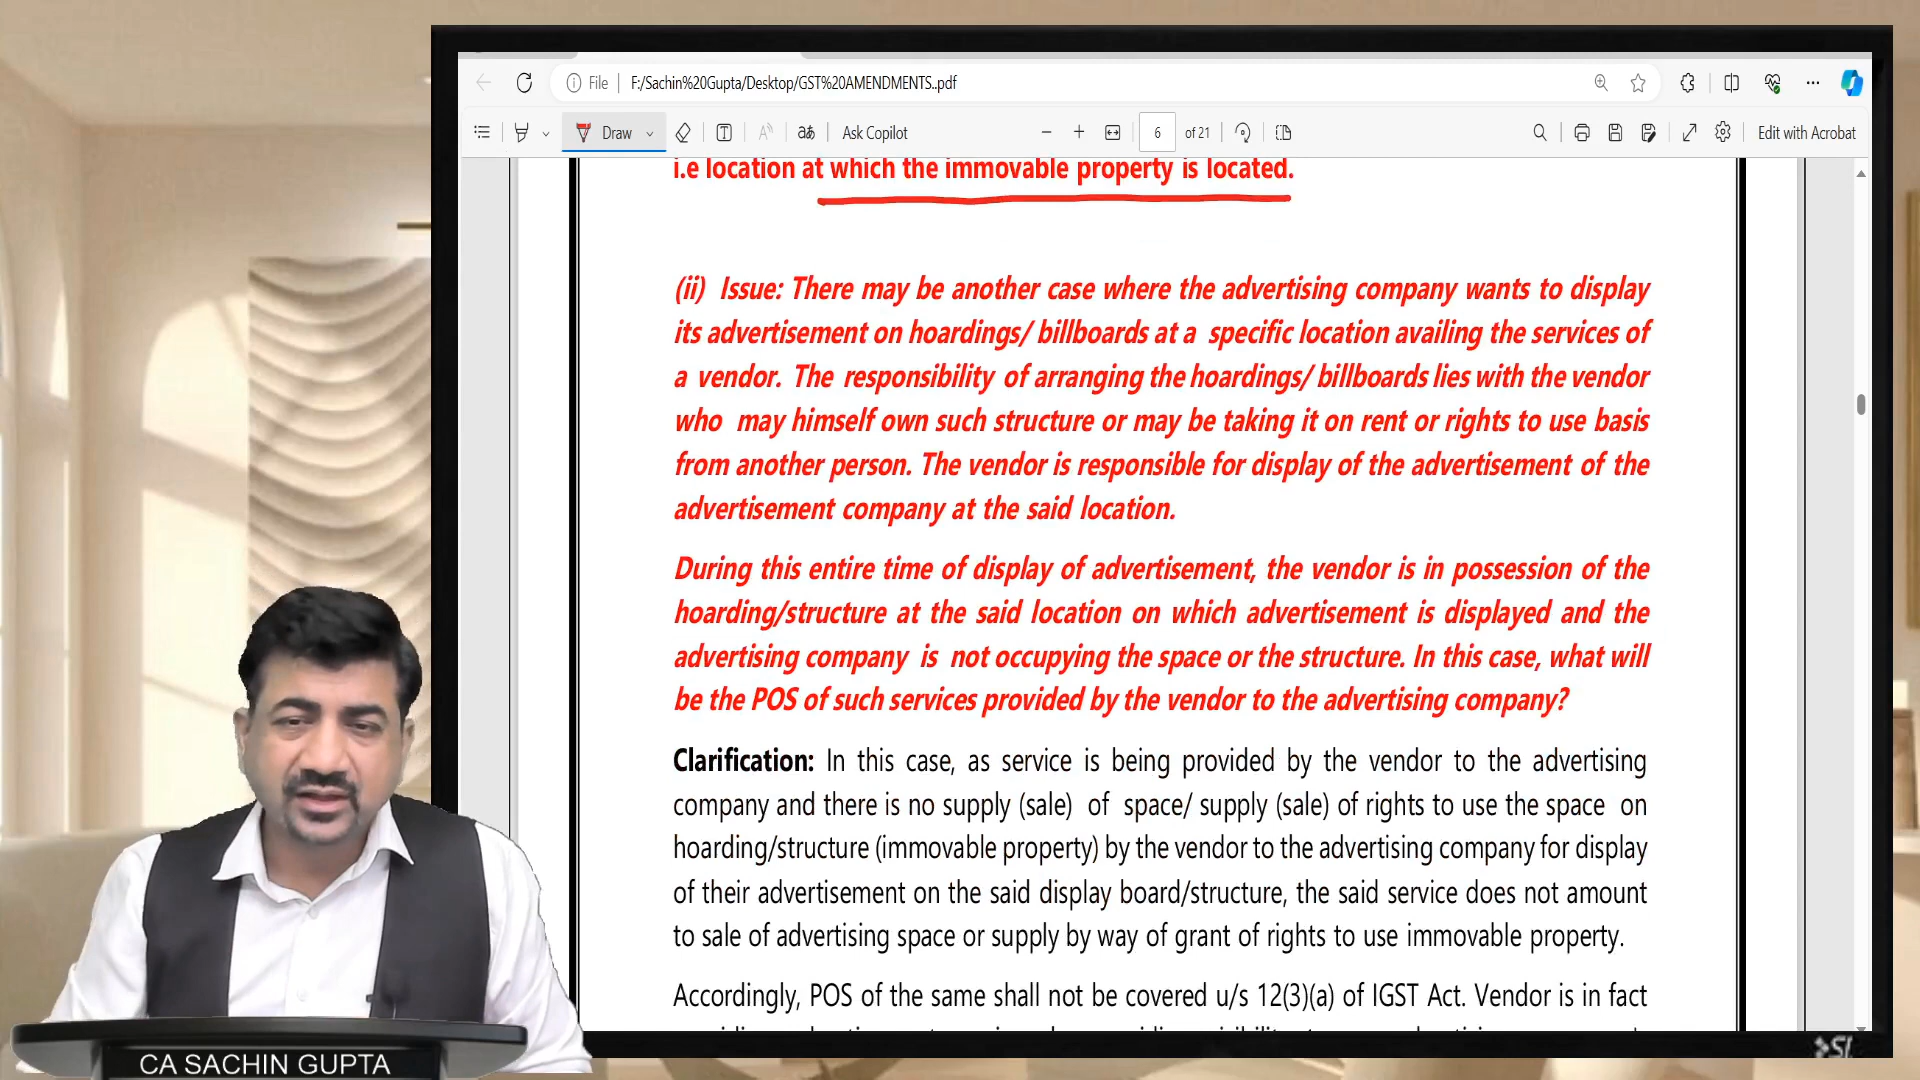 File
F:/Sachin%20Gupta/Desktop/GST%20AMENDMENTS..pdf
Draw
Ask Copilot
6
of 21
Edit with Acrobat
i.e location at which the immovable property is located.
(ii) Issue: There may be another case where the advertising company wants to display
its advertisement on hoardings/ billboards at a specific location availing the services of
a vendor. The responsibility of arranging the hoardings/ billboards lies with the vendor
who may himself own such structure or may be taking it on rent or rights to use basis
from another person. The vendor is responsible for display of the advertisement of the
advertisement company at the said location.
During this entire time of display of advertisement, the vendor is in possession of the
hoarding/structure at the said location on which advertisement is displayed and the
advertising company is not occupying the space or the structure. In this case, what will
be the POS of such services provided by the vendor to the advertising company?
Clarification: In this case, as service is being provided by the vendor to the advertising
company and there is no supply (sale) of space/ supply (sale) of rights to use the space on
hoarding/structure (immovable property) by the vendor to the advertising company for display
of their advertisement on the said display board/structure, the said service does not amount
to sale of advertising space or supply by way of grant of rights to use immovable property.
Accordingly, POS of the same shall not be covered u/s 12(3)(a) of IGST Act. Vendor is in fact
CA SACHIN GUPTA